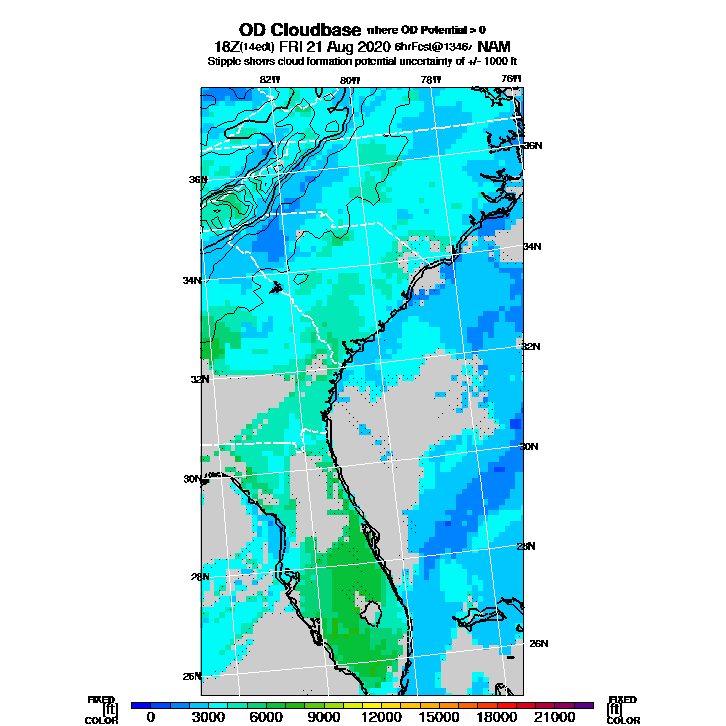 OD Cloudbase where OD Potential > 0
18Z(14edt) FRI 21 Aug 2020 6hrFcst@1346z NAM
Stipple shows cloud formation potential uncertainty of +/- 1000 ft
82W 80W 78W 76W
36N
36N
34N
34N
32N
32N
30N
30N
28N
28N
26N
26N
FIXED FIXED
[ft] [ft]
COLOR COLOR
0 3000 6000 9000 12000 15000 18000 21000